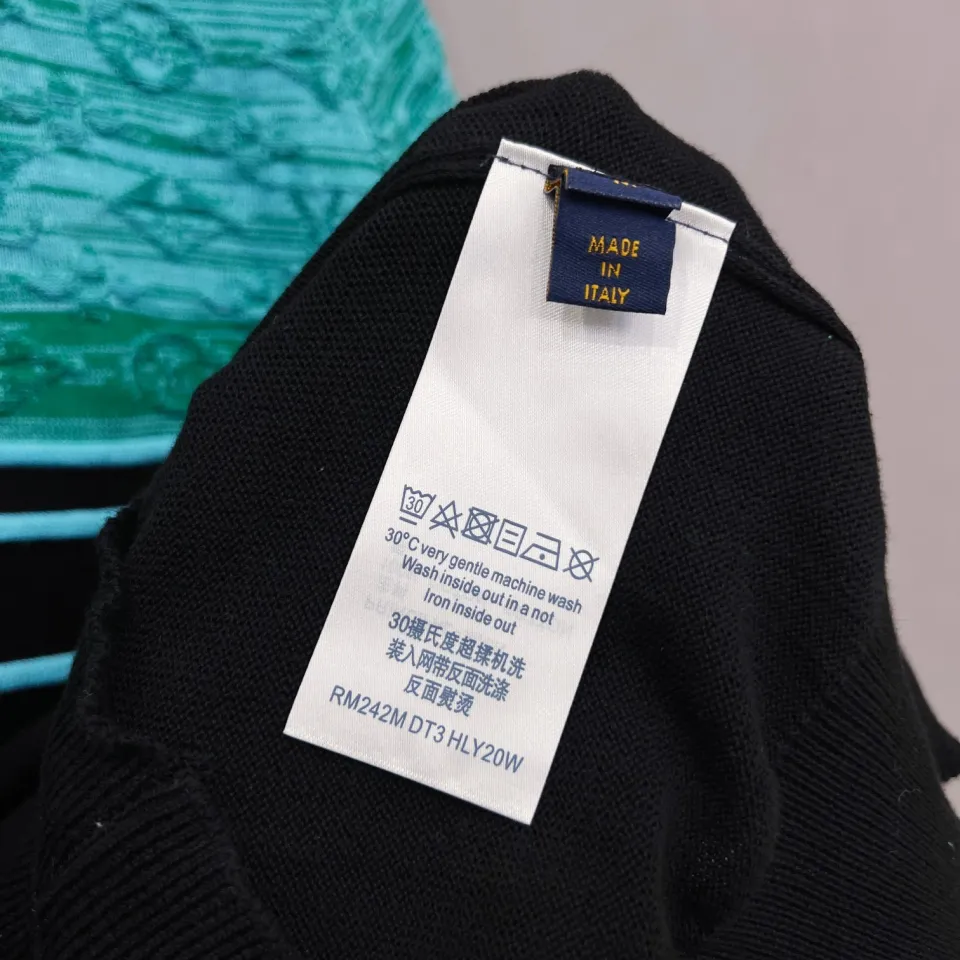 MADE
IN
ITALY
30
30°C very gentle machine wash
Wash inside out in a not
Iron inside out
30摄氏度超揉机洗
装入网带反面洗涤
反面熨烫
RM242M DT3 HLY20W